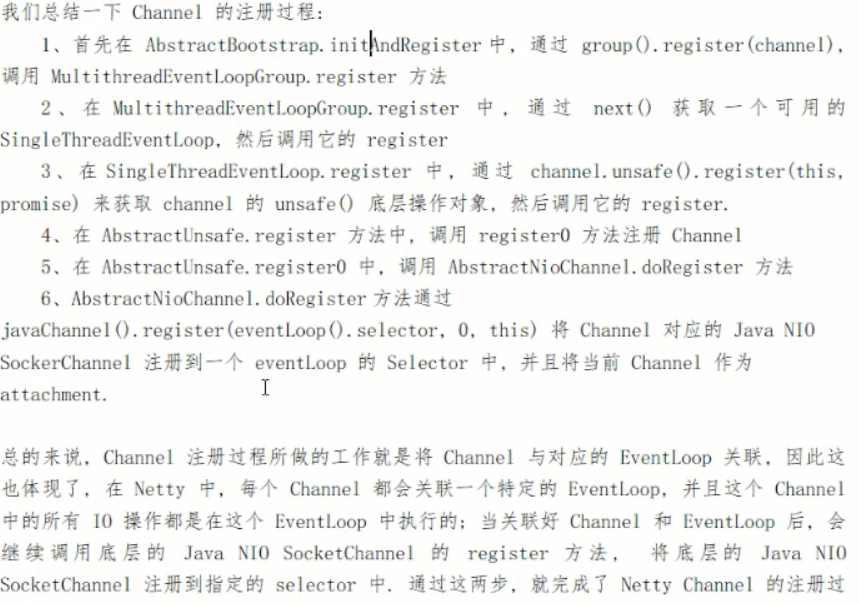 我们总结一下 Channel 的注册过程:
1、首先在 AbstractBootstrap.initAndRegister 中, 通过 group().register(channel),
调用 MultithreadEventLoopGroup.register 方法
2、在 MultithreadEventLoopGroup.register 中, 通过 next() 获取一个可用的
SingleThreadEventLoop, 然后调用它的 register
3、在 SingleThreadEventLoop.register 中, 通过 channel.unsafe().register(this,
promise) 来获取 channel 的 unsafe() 底层操作对象, 然后调用它的 register.
4、在 AbstractUnsafe.register 方法中, 调用 register0 方法注册 Channel
5、在 AbstractUnsafe.register0 中, 调用 AbstractNioChannel.doRegister 方法
6、AbstractNioChannel.doRegister 方法通过
javaChannel().register(eventLoop().selector, 0, this) 将 Channel 对应的 Java NIO
SockerChannel 注册到一个 eventLoop 的 Selector 中, 并且将当前 Channel 作为
attachment.
总的来说, Channel 注册过程所做的工作就是将 Channel 与对应的 EventLoop 关联, 因此这
也体现了, 在 Netty 中, 每个 Channel 都会关联一个特定的 EventLoop, 并且这个 Channel
中的所有 IO 操作都是在这个 EventLoop 中执行的; 当关联好 Channel 和 EventLoop 后, 会
继续调用底层的 Java NIO SocketChannel 的 register 方法, 将底层的 Java NIO
SocketChannel 注册到指定的 selector 中. 通过这两步, 就完成了 Netty Channel 的注册过